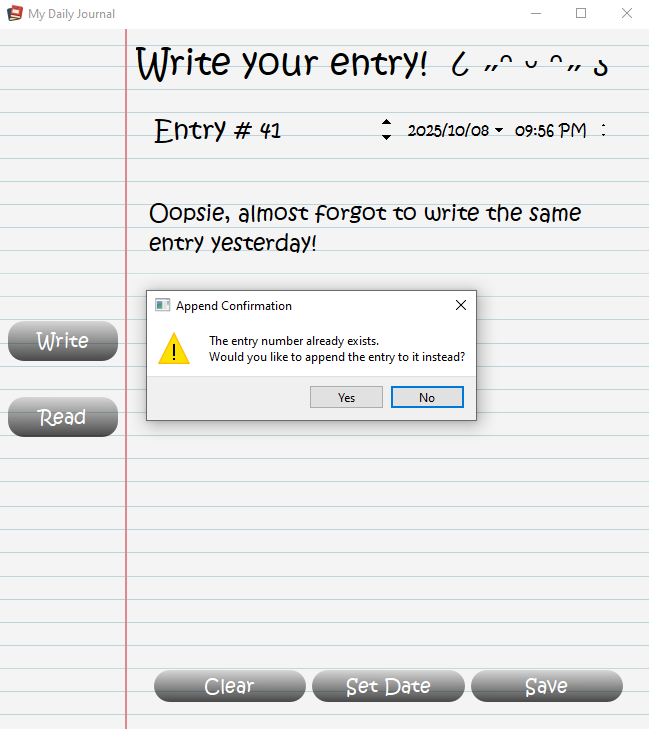 My Daily Journal
Write your entry! ૮ ˶ᵔ ᵕ ᵔ˶ ა
Entry # 41
2025/10/08 09:56 PM
Oopsie, almost forgot to write the same
entry yesterday!
Append Confirmation
The entry number already exists.
Would you like to append the entry to it instead?
Yes No
Write
Read
Clear Set Date Save